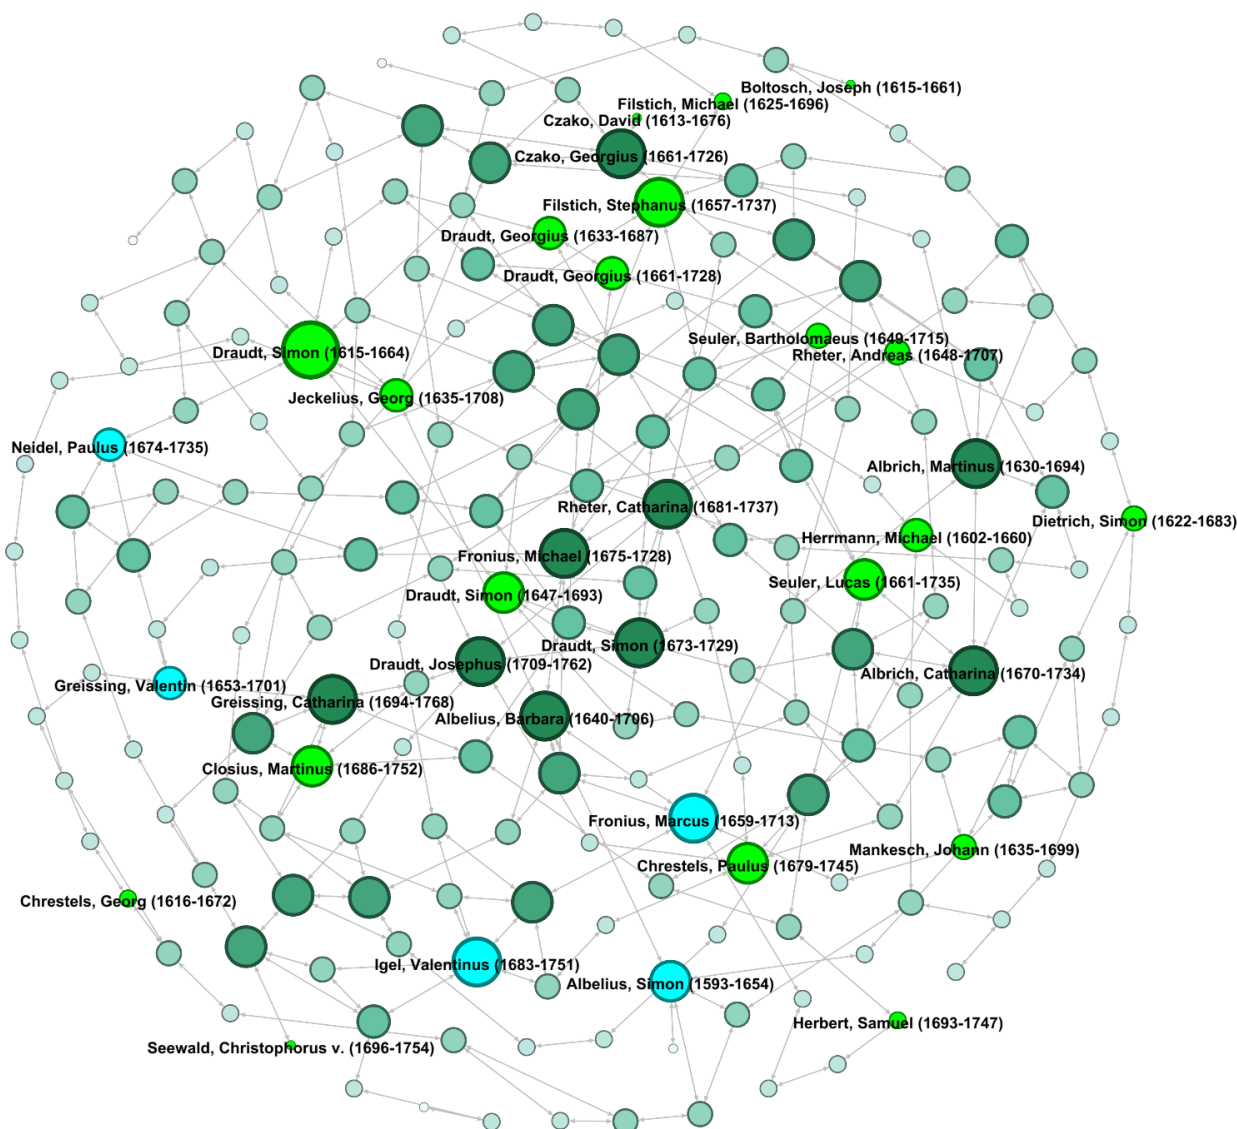 Boltosch, Joseph (1615-1661)
Filstich, Michael (1625-1696)
Czako, David (1613-1676)
Czako, Georgius (1661-1726)
Filstich, Stephanus (1657-1737)
Draudt, Georgius (1633-1687)
Draudt, Georgius (1661-1728)
Seuler, Bartholomaeus (1649-1715)
Draudt, Simon (1615-1664)
Rheter, Andreas (1648-1707)
Jeckelius, Georg (1635-1708)
Neidel, Paulus (1674-1735)
Albrich, Martinus (1630-1694)
Rheter, Catharina (1681-1737)
Dietrich, Simon (1622-1683)
Herrmann, Michael (1602-1660)
Fronius, Michael (1675-1728)
Seuler, Lucas (1661-1735)
Draudt, Simon (1647-1693)
Draudt, Simon (1673-1729)
Draudt, Josephus (1709-1762)
Albrich, Catharina (1670-1734)
Greissing, Valentin (1653-1701)
Greissing, Catharina (1694-1768)
Albelius, Barbara (1640-1706)
Closius, Martinus (1686-1752)
Fronius, Marcus (1659-1713)
Mankesch, Johann (1635-1699)
Chrestels, Paulus (1679-1745)
Chrestels, Georg (1616-1672)
Igel, Valentinus (1683-1751)
Albelius, Simon (1593-1654)
Herbert, Samuel (1693-1747)
Seewald, Christophorus v. (1696-1754)